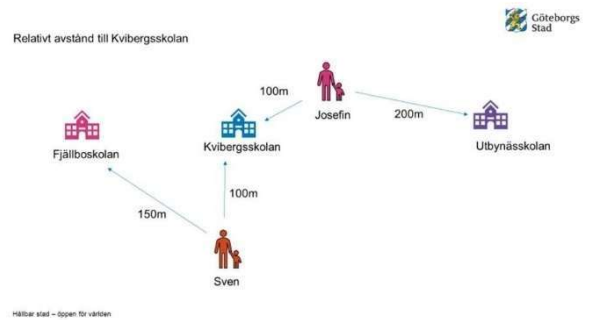 Göteborgs
Stad
Relativt avstånd till Kvibergsskolan
100m
Josefin
200m
Fjällboskolan
Kvibergsskolan
Utbynässkolan
150m
100m
Sven
Hållbar stad – öppen för världen